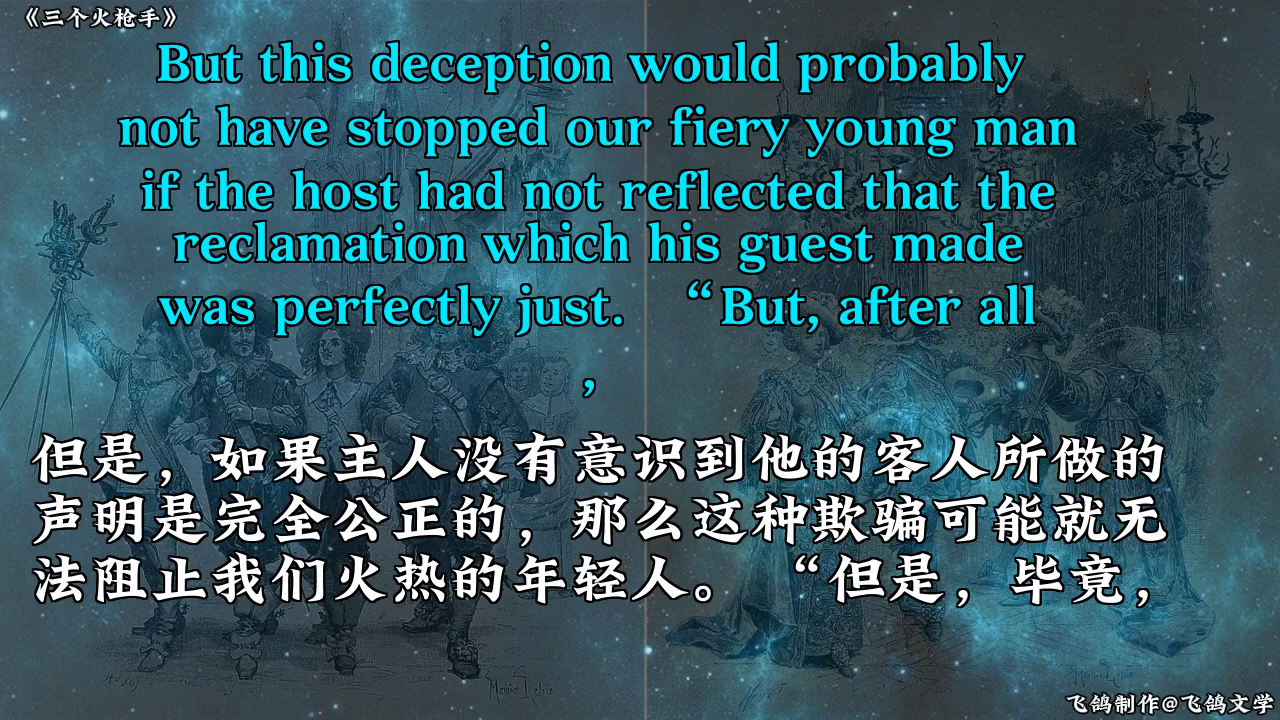 《三个火枪手》
But this deception would probably
not have stopped our fiery young man
if the host had not reflected that the
reclamation which his guest made
was perfectly just. “But, after all
，
但是，如果主人没有意识到他的客人所做的
声明是完全公正的，那么这种欺骗可能就无
法阻止我们火热的年轻人。“但是，毕竟，
飞鸽制作@飞鸽文学